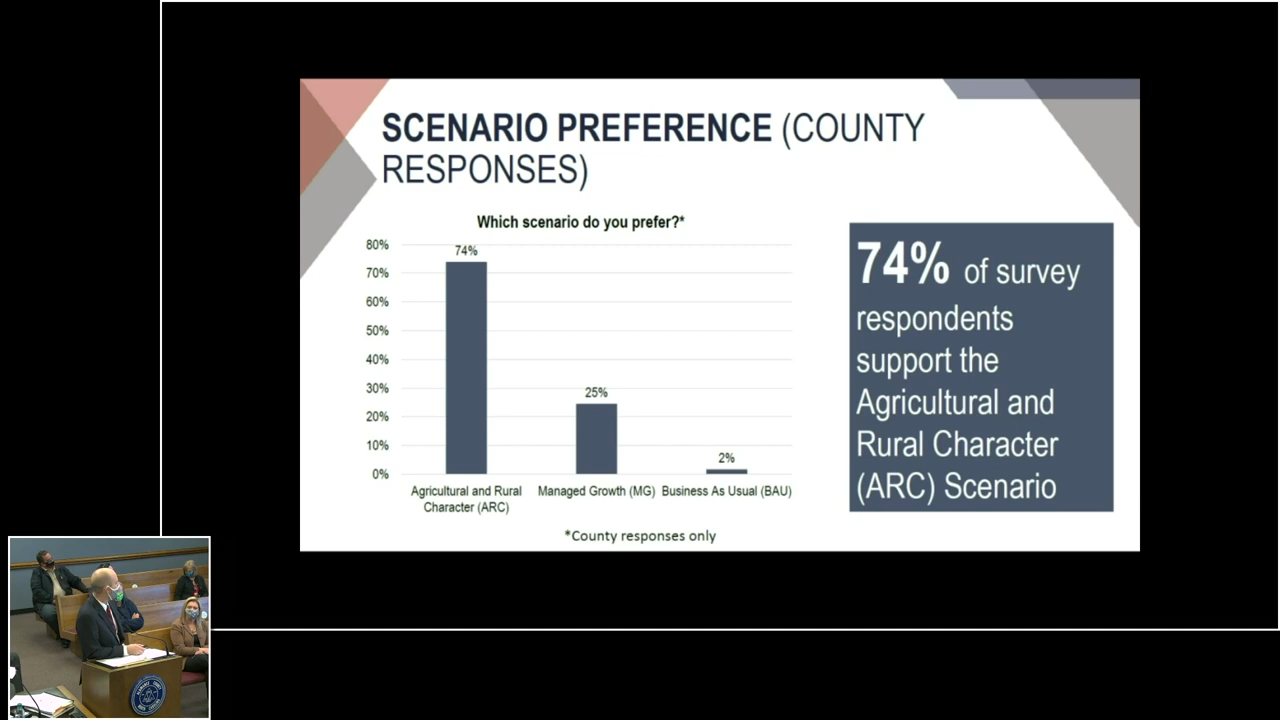 SCENARIO PREFERENCE (COUNTY
RESPONSES)
Which scenario do you prefer?*
80%
70%
60%
50%
40%
30%
20%
10%
0%
74%
25%
2%
Agricultural and Rural
Character (ARC)
Managed Growth (MG)
Business As Usual (BAU)
*County responses only
74% of survey
respondents
support the
Agricultural and
Rural Character
(ARC) Scenario